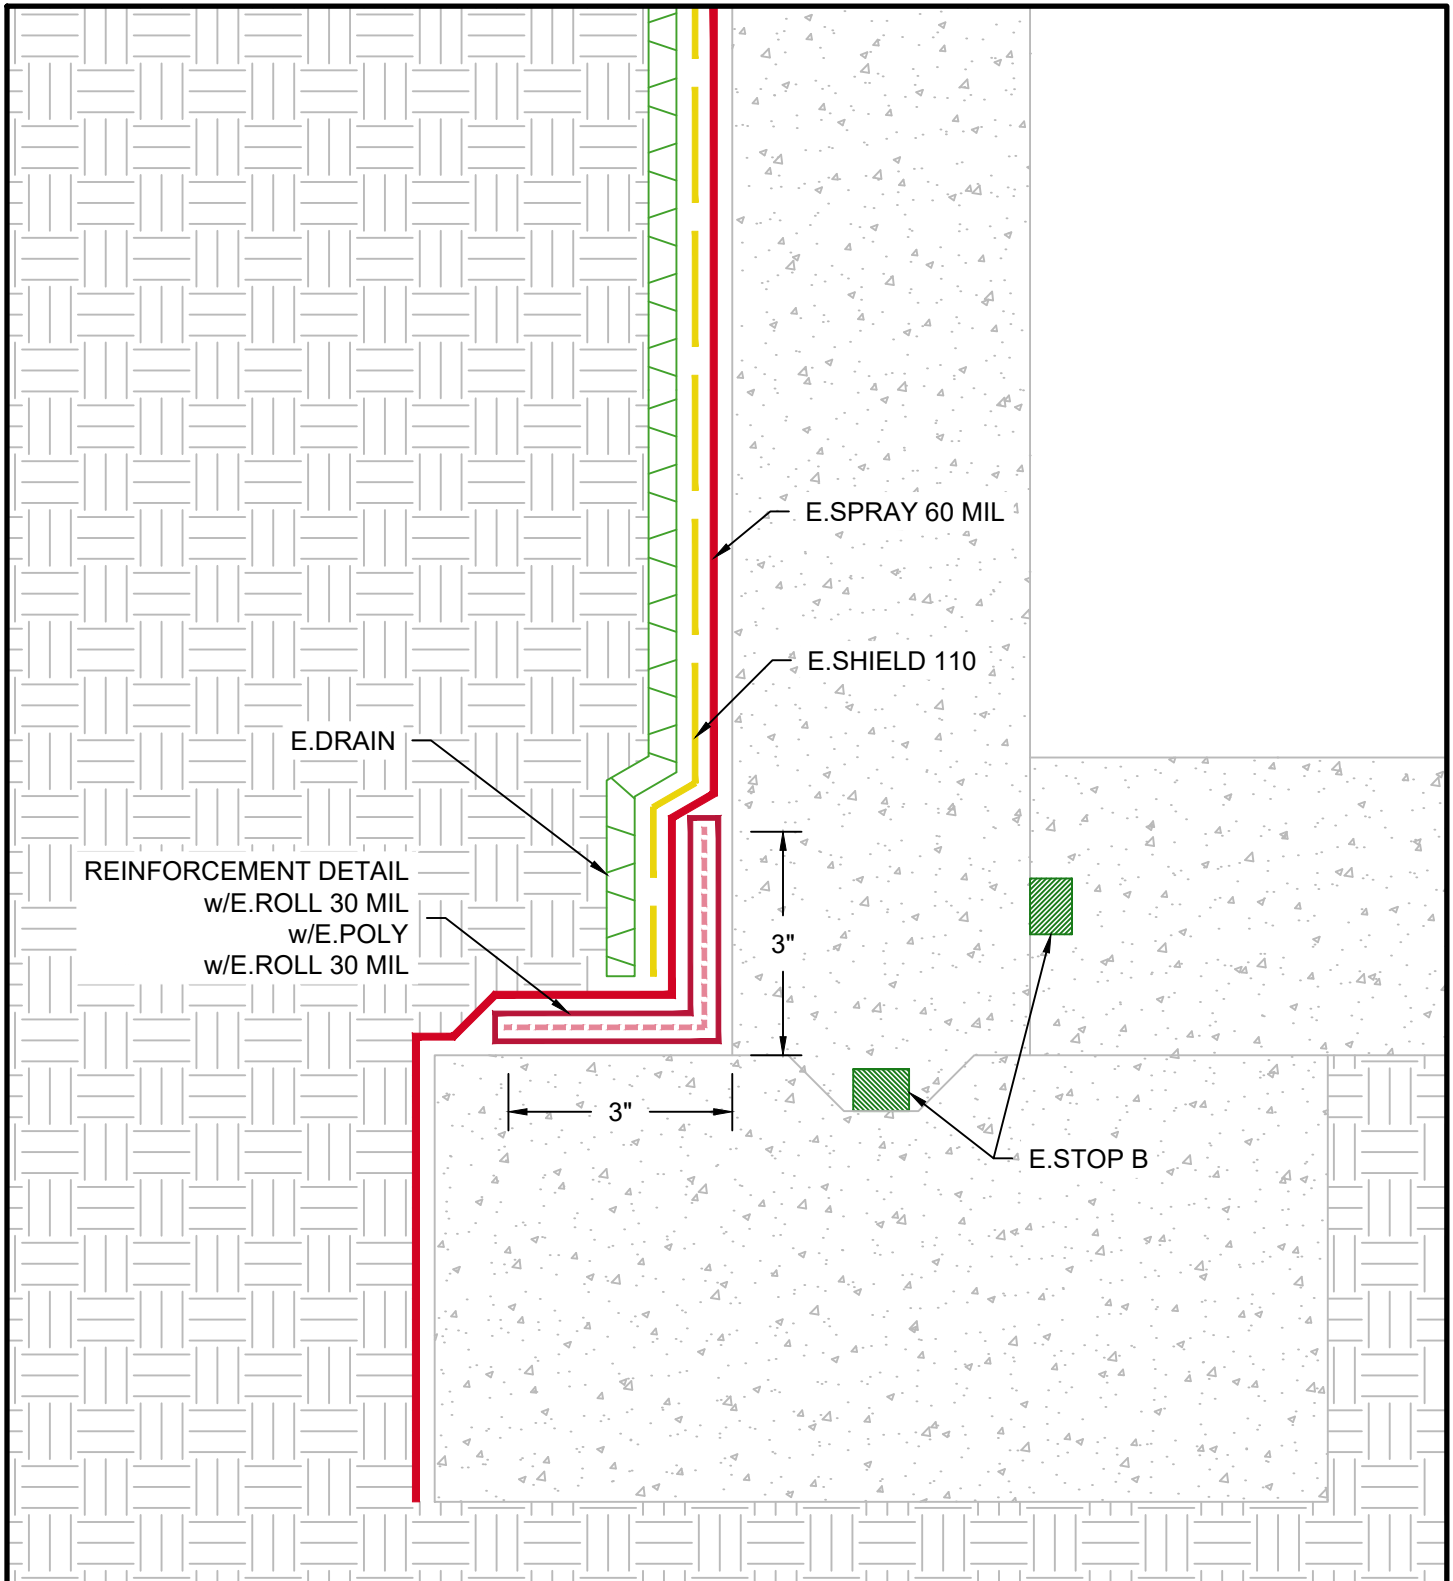 E.SPRAY 60 MIL
E.SHIELD 110
E.DRAIN
REINFORCEMENT DETAIL
w/E.ROLL 30 MIL
w/E.POLY
w/E.ROLL 30 MIL
3"
3"
E.STOP B